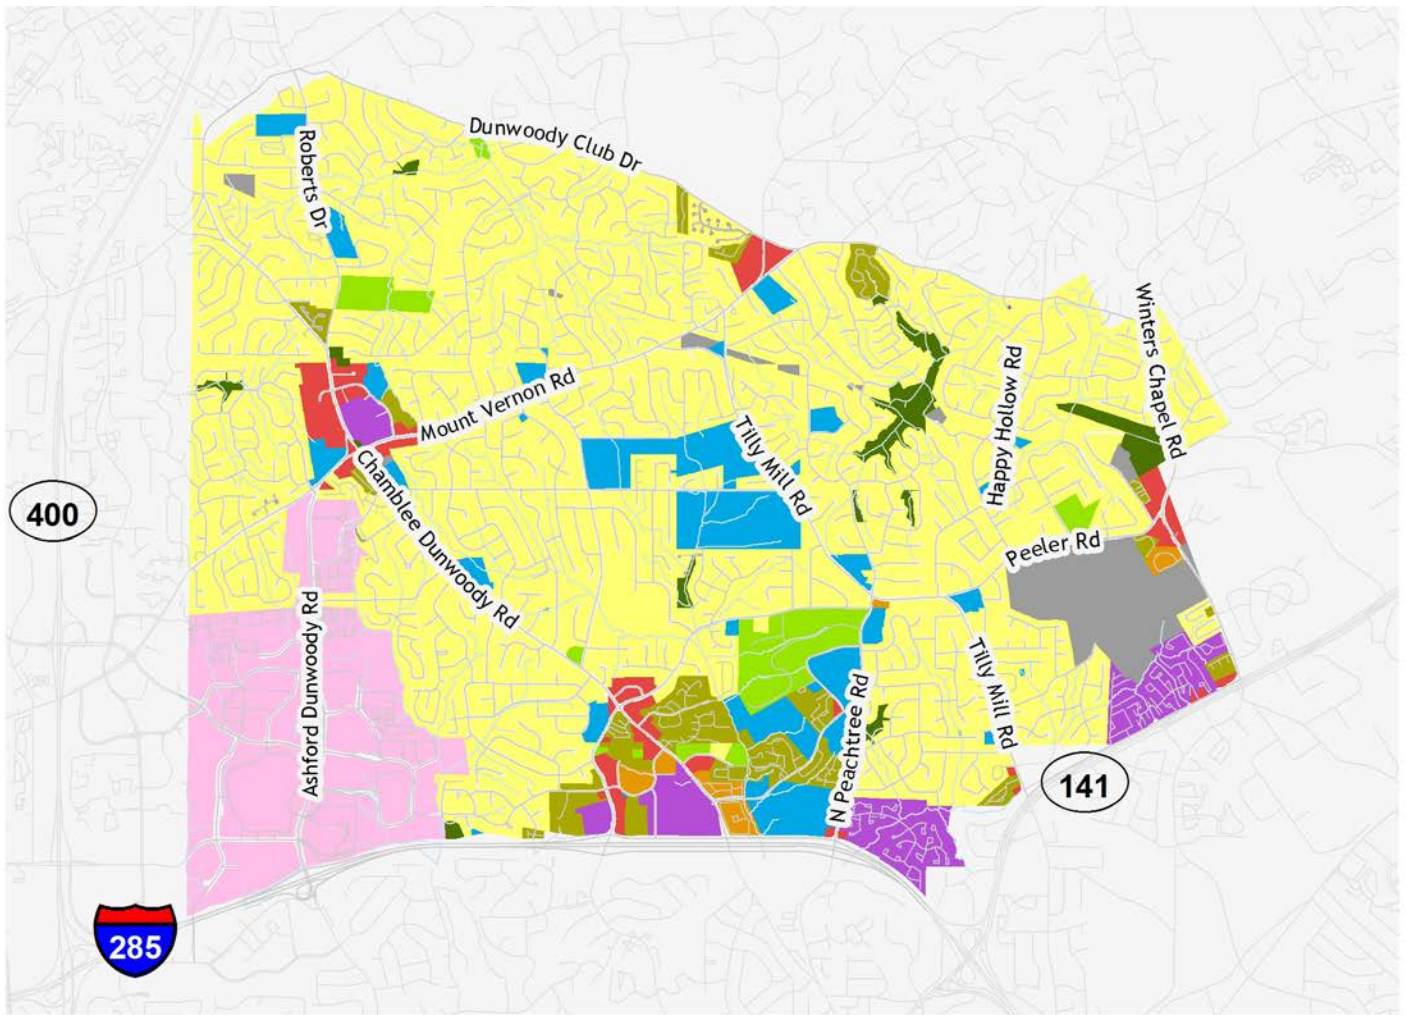 Dunwoody Club Dr
Roberts Dr
Winters Chapel Rd
Happy Hollow Rd
Mount Vernon Rd
Tilly Mill Rd
Chamblee Dunwoody Rd
400
Peeler Rd
Ashford Dunwoody Rd
Tilly Mill Rd
N Peachtree Rd
141
285